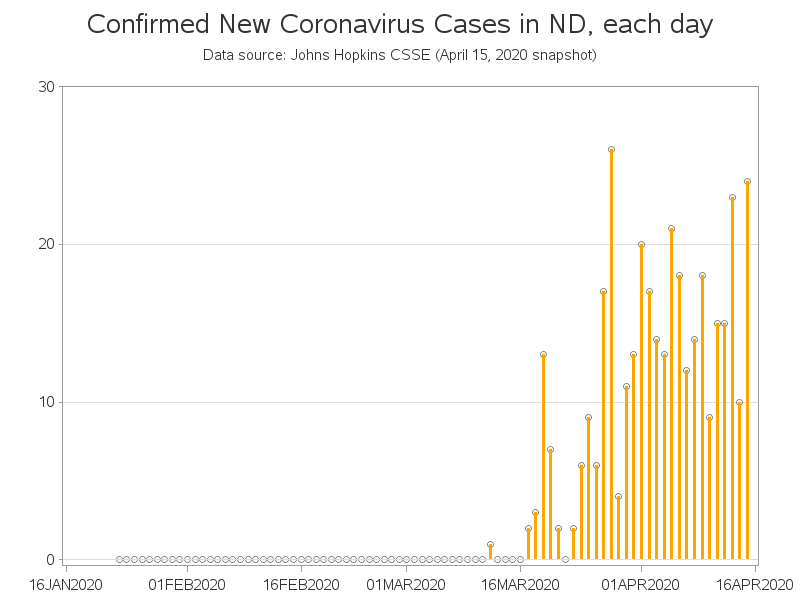 Confirmed New Coronavirus Cases in ND, each day
Data source: Johns Hopkins CSSE (April 15, 2020 snapshot)
30
20
10
0
16JAN2020 01FEB2020 16FEB2020 01MAR2020 16MAR2020 01APR2020 16APR2020